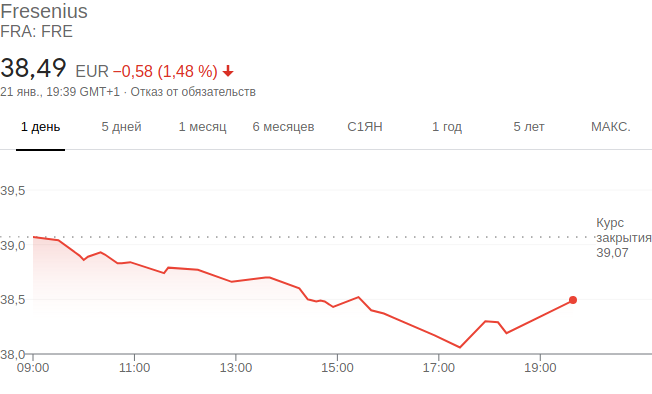 Fresenius
FRA: FRE
38,49 EUR −0,58 (1,48 %)
21 янв., 19:39 GMT+1 · Отказ от обязательств
1 день 5 дней 1 месяц 6 месяцев С1ЯН 1 год 5 лет МАКС.
39,5
Курс
закрытия
39,07
39,0
38,5
38,0
09:00 11:00 13:00 15:00 17:00 19:00